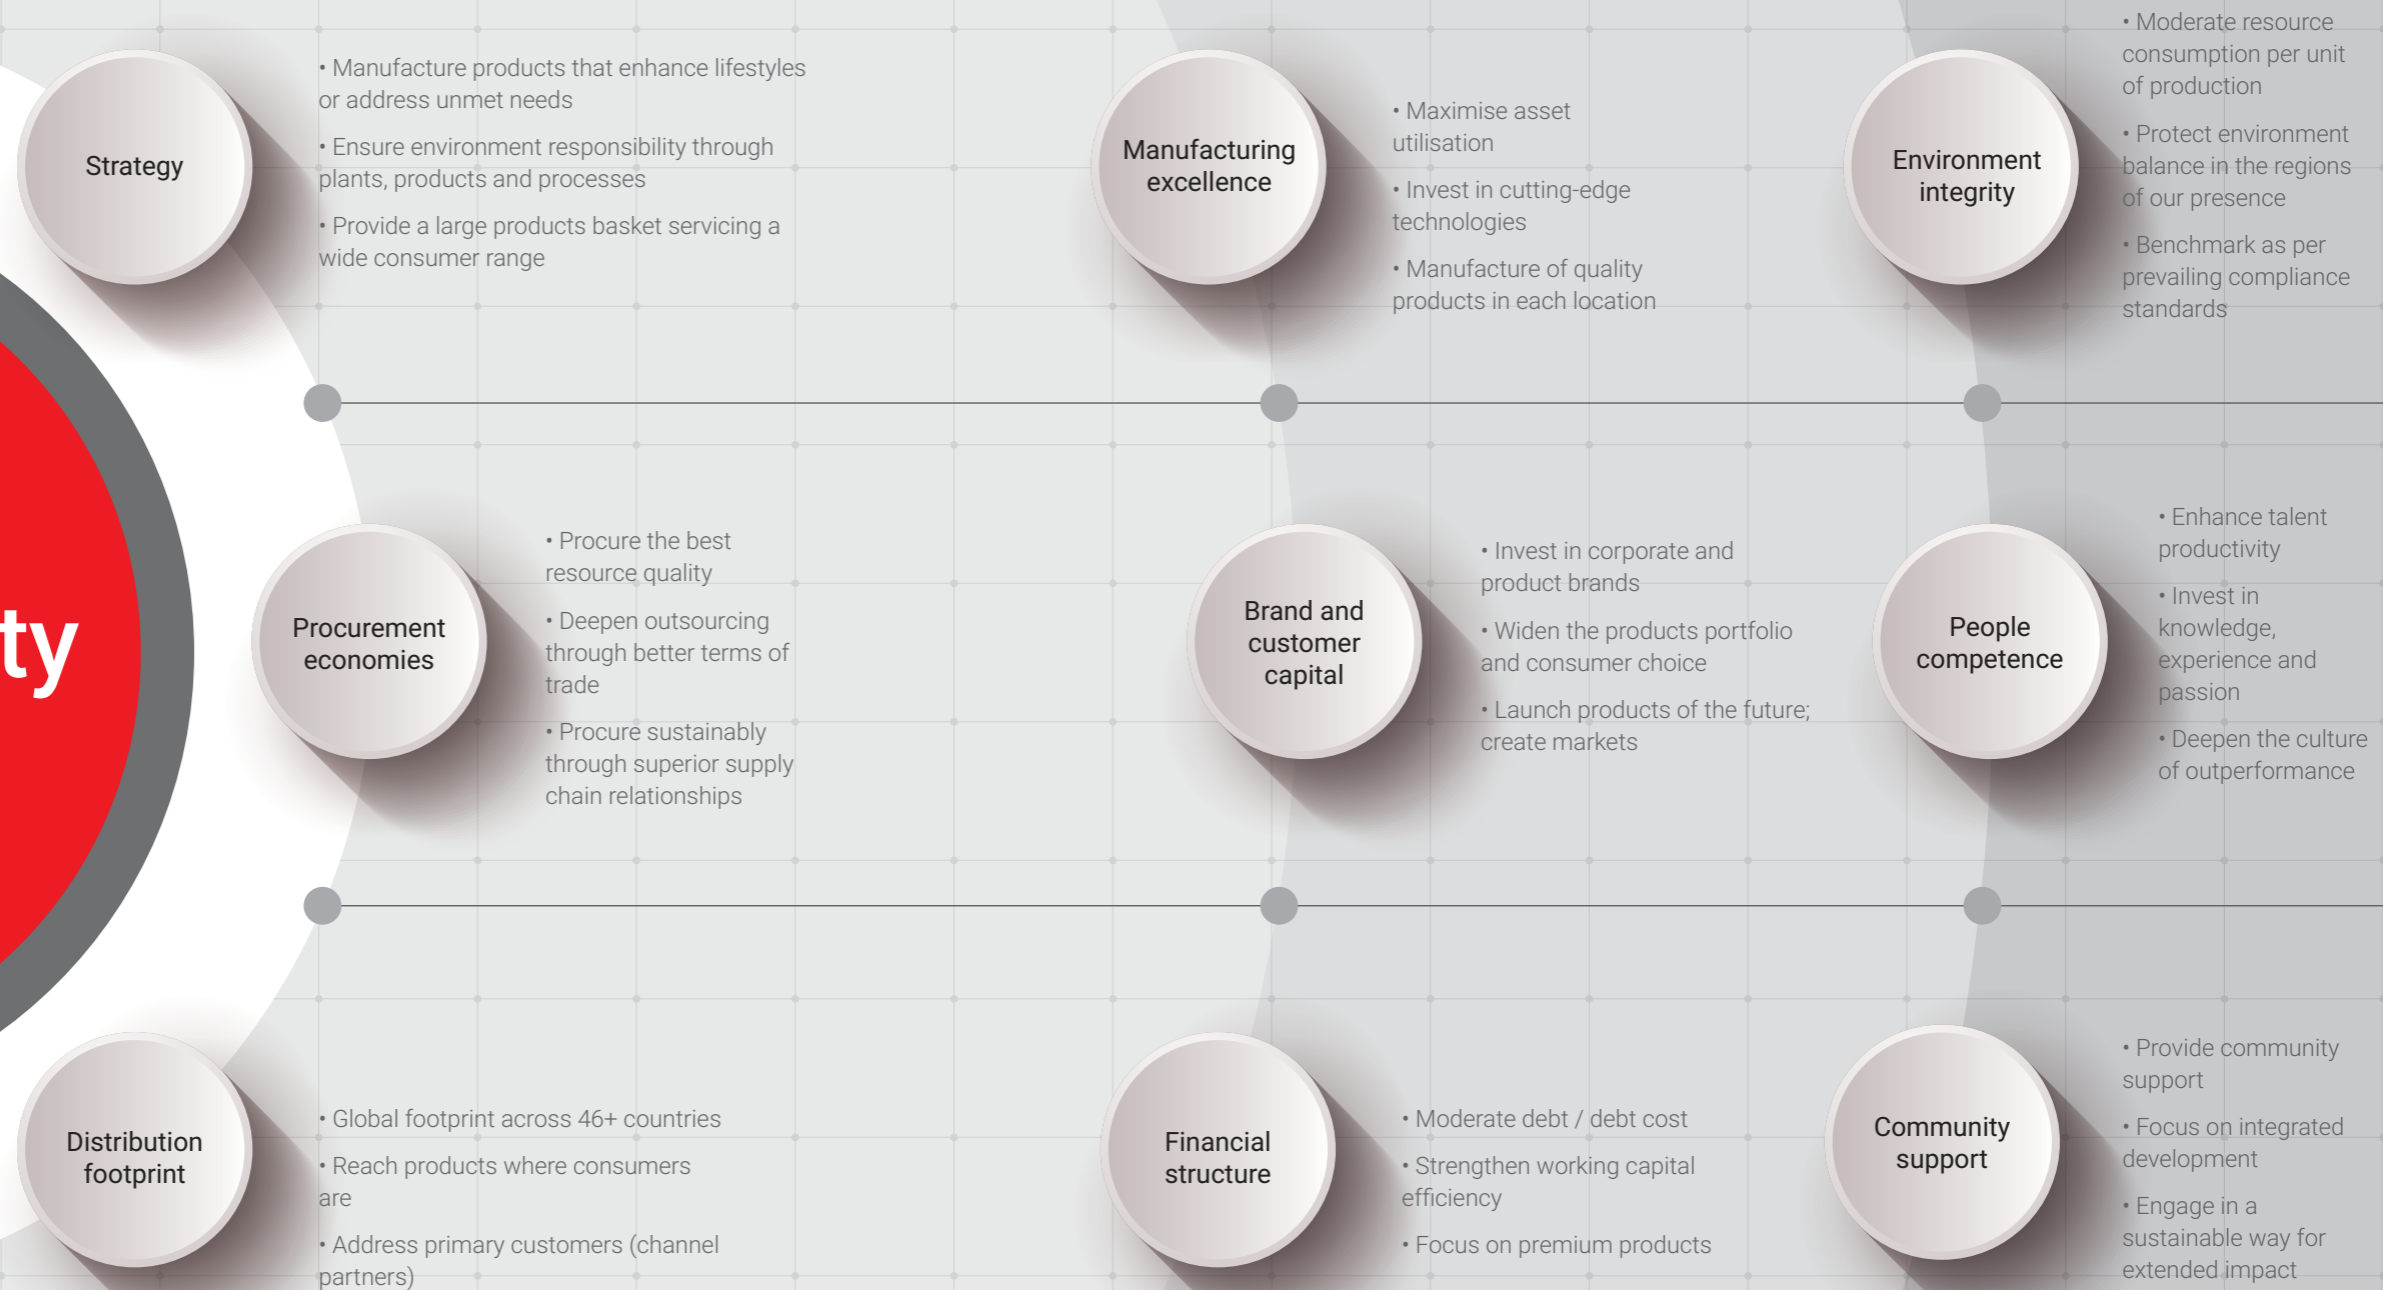 Strategy
• Manufacture products that enhance lifestyles
or address unmet needs
• Ensure environment responsibility through
plants, products and processes
• Provide a large products basket servicing a
wide consumer range
Manufacturing
excellence
• Maximise asset
utilisation
• Invest in cutting-edge
technologies
• Manufacture of quality
products in each location
Environment
integrity
• Moderate resource
consumption per unit
of production
• Protect environment
balance in the regions
of our presence
• Benchmark as per
prevailing compliance
standards
ty
Procurement
economies
• Procure the best
resource quality
• Deepen outsourcing
through better terms of
trade
• Procure sustainably
through superior supply
chain relationships
Brand and
customer
capital
• Invest in corporate and
product brands
• Widen the products portfolio
and consumer choice
• Launch products of the future;
create markets
People
competence
• Enhance talent
productivity
• Invest in
knowledge,
experience and
passion
• Deepen the culture
of outperformance
Distribution
footprint
• Global footprint across 46+ countries
• Reach products where consumers
are
• Address primary customers (channel
partners)
Financial
structure
• Moderate debt / debt cost
• Strengthen working capital
efficiency
• Focus on premium products
Community
support
• Provide community
support
• Focus on integrated
development
• Engage in a
sustainable way for
extended impact